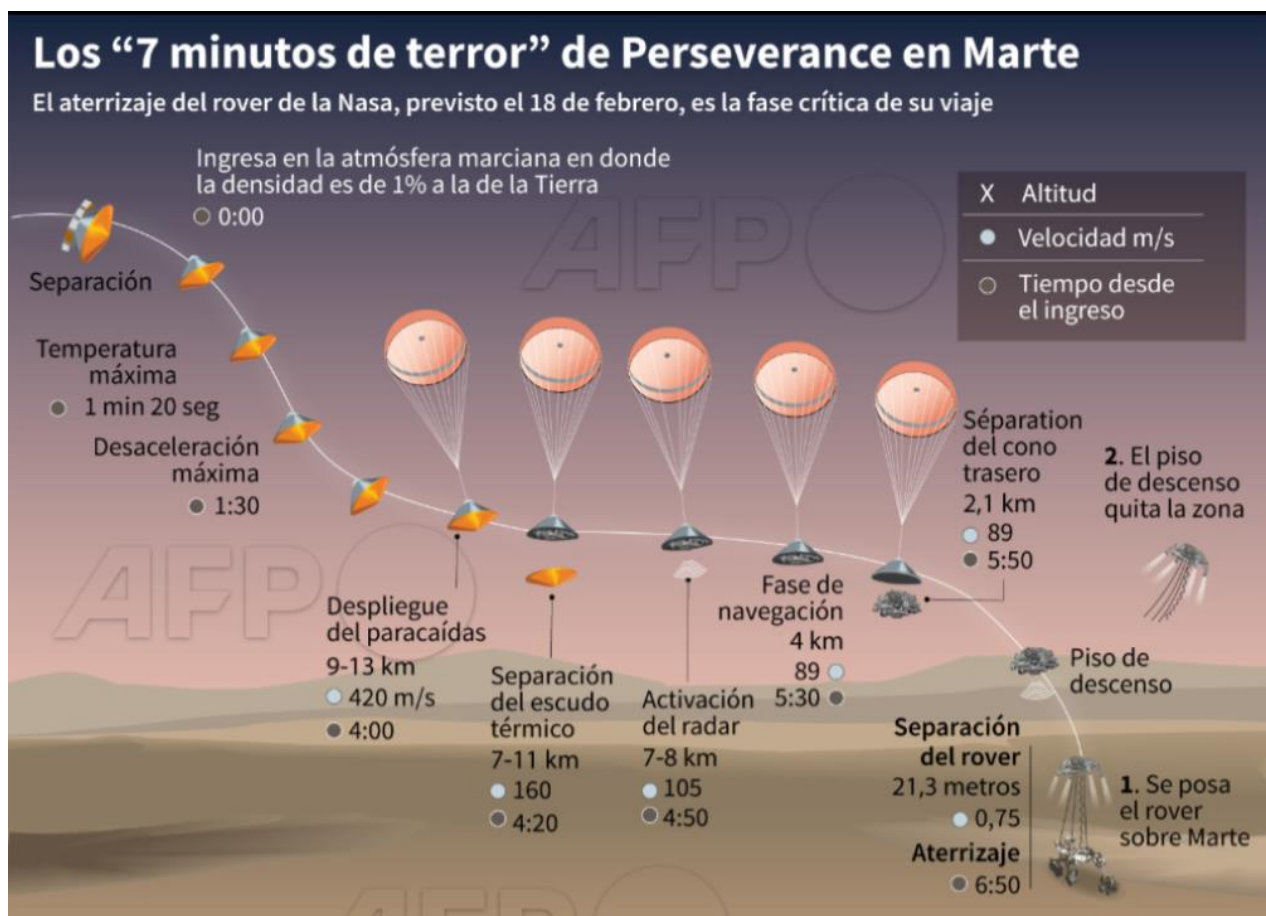 Los “7 minutos de terror” de Perseverance en Marte
El aterrizaje del rover de la Nasa, previsto el 18 de febrero, es la fase crítica de su viaje
Ingresa en la atmósfera marciana en donde
la densidad es de 1% a la de la Tierra
0:00
X Altitud
Velocidad m/s
Tiempo desde
el ingreso
AFP
Separación
Temperatura
máxima
1 min 20 seg
Desaceleración
máxima
1:30
AFP
Despliegue
del paracaídas
9-13 km
420 m/s
4:00
Separación
del escudo
térmico
7-11 km
160
4:20
Activación
del radar
7-8 km
105
4:50
Fase de
navegación
4 km
89
5:30
Séparation
del cono
trasero
2,1 km
89
5:50
2. El piso
de descenso
quita la zona
Piso de
descenso
Separación
del rover
21,3 metros
0,75
Aterrizaje
6:50
1. Se posa
el rover
sobre Marte
AFP